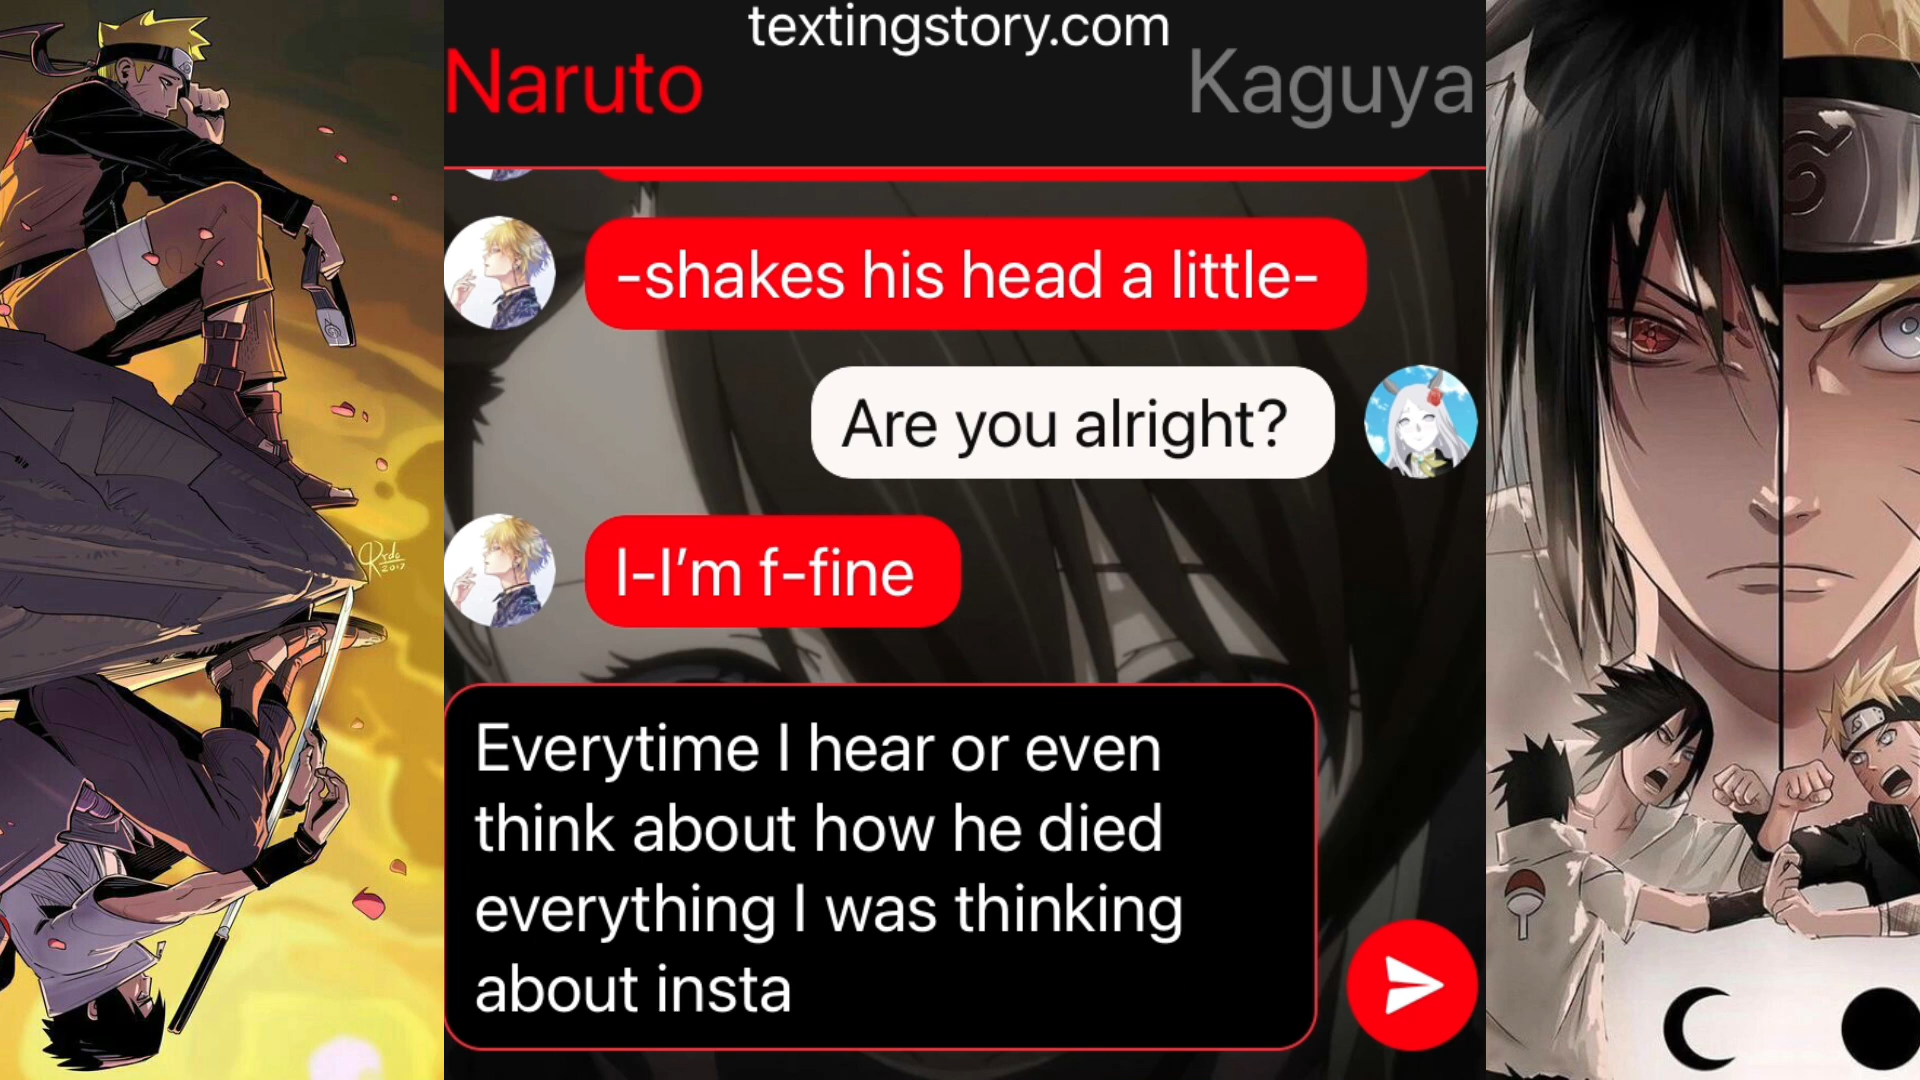 textingstory.com
Naruto
Kaguya
-shakes his head a little-
Are you alright?
I-I’m f-fine
Everytime I hear or even
think about how he died
everything I was thinking
about insta
2017